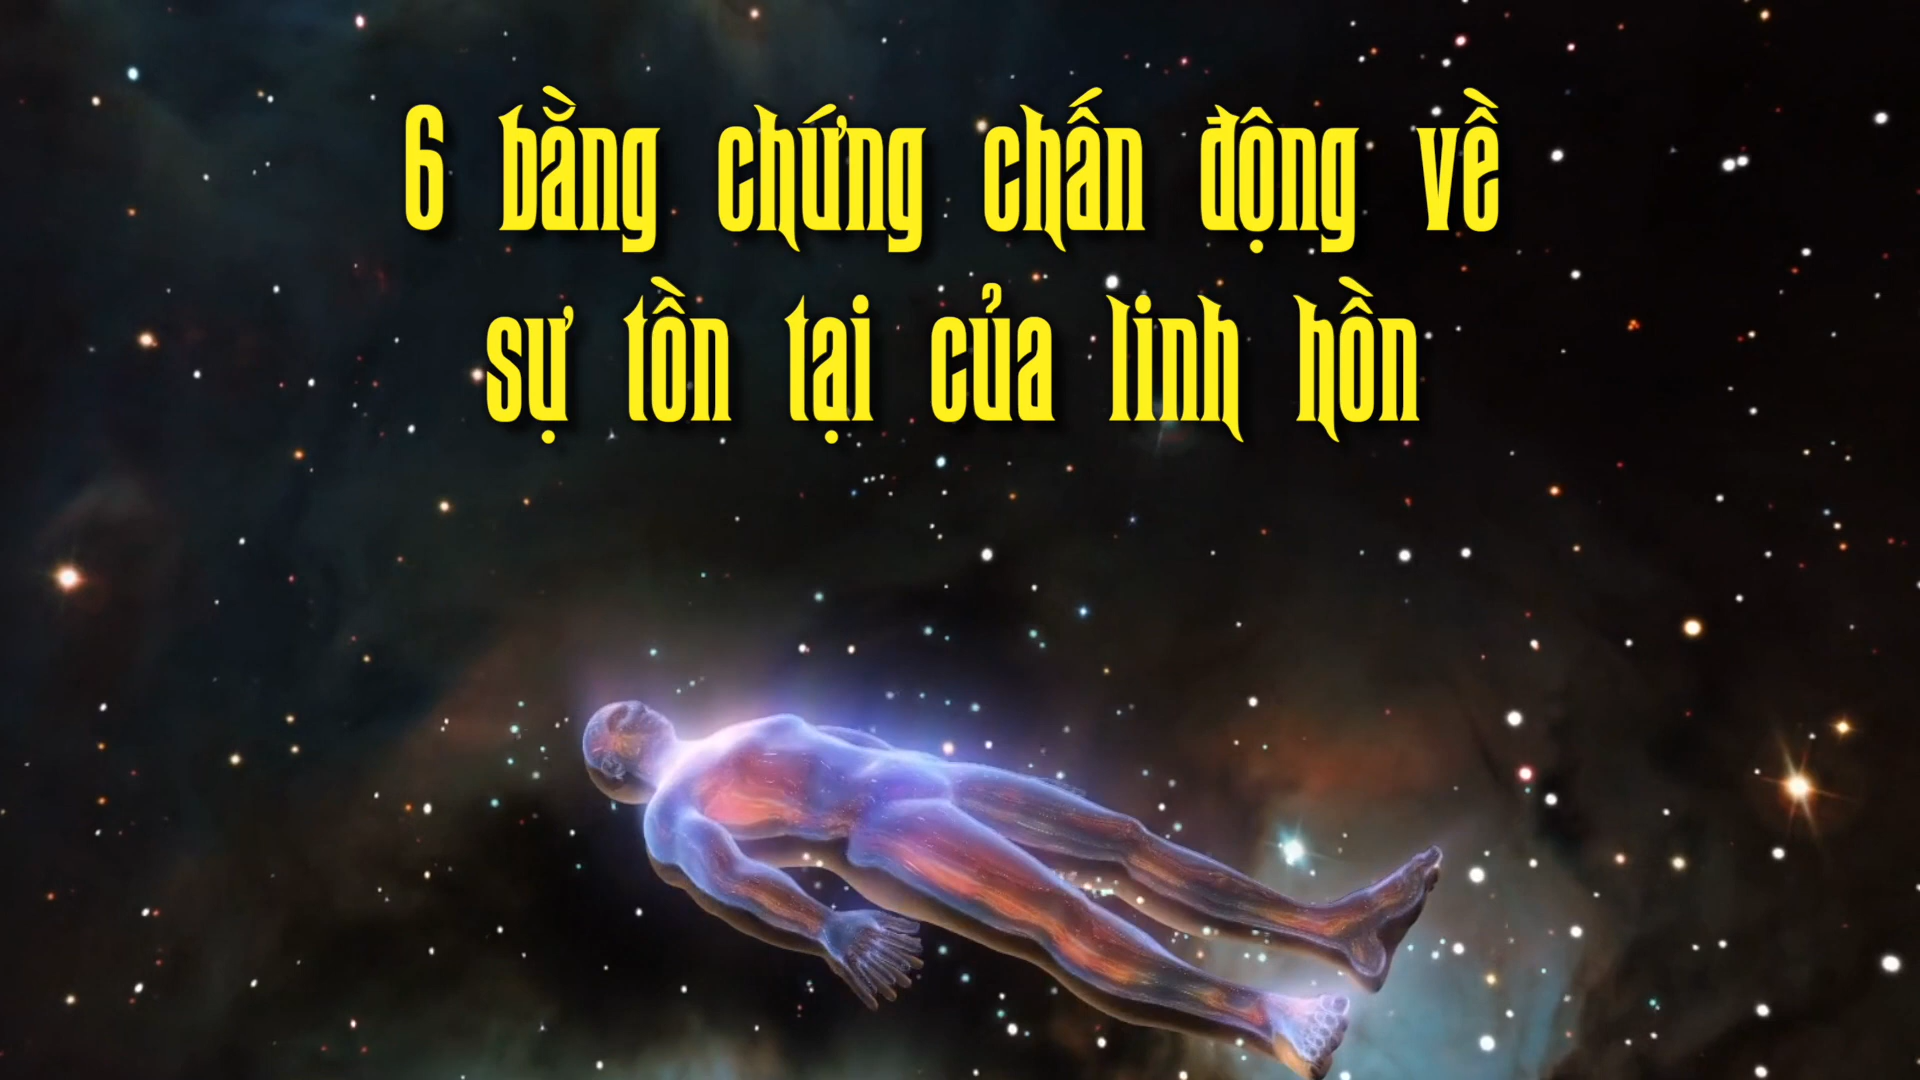 6 bằng chứng chấn động về
sự tồn tại của linh hồn